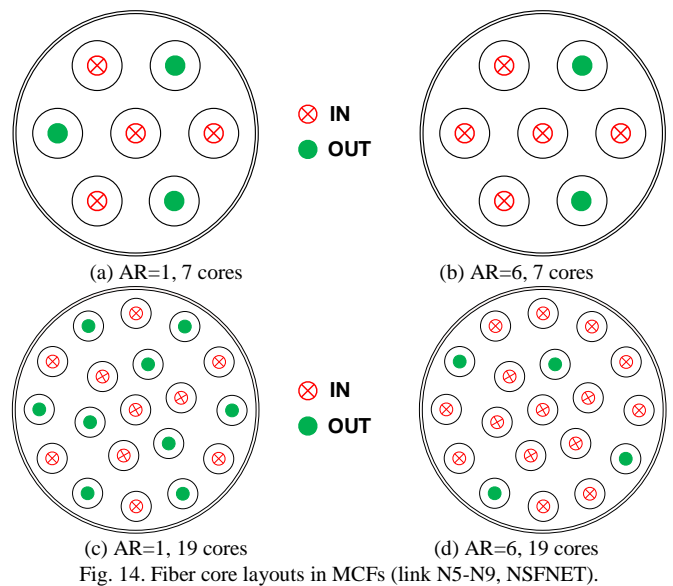 IN
OUT
(a) AR=1, 7 cores
(b) AR=6, 7 cores
IN
OUT
(c) AR=1, 19 cores
(d) AR=6, 19 cores
Fig. 14. Fiber core layouts in MCFs (link N5-N9, NSFNET).